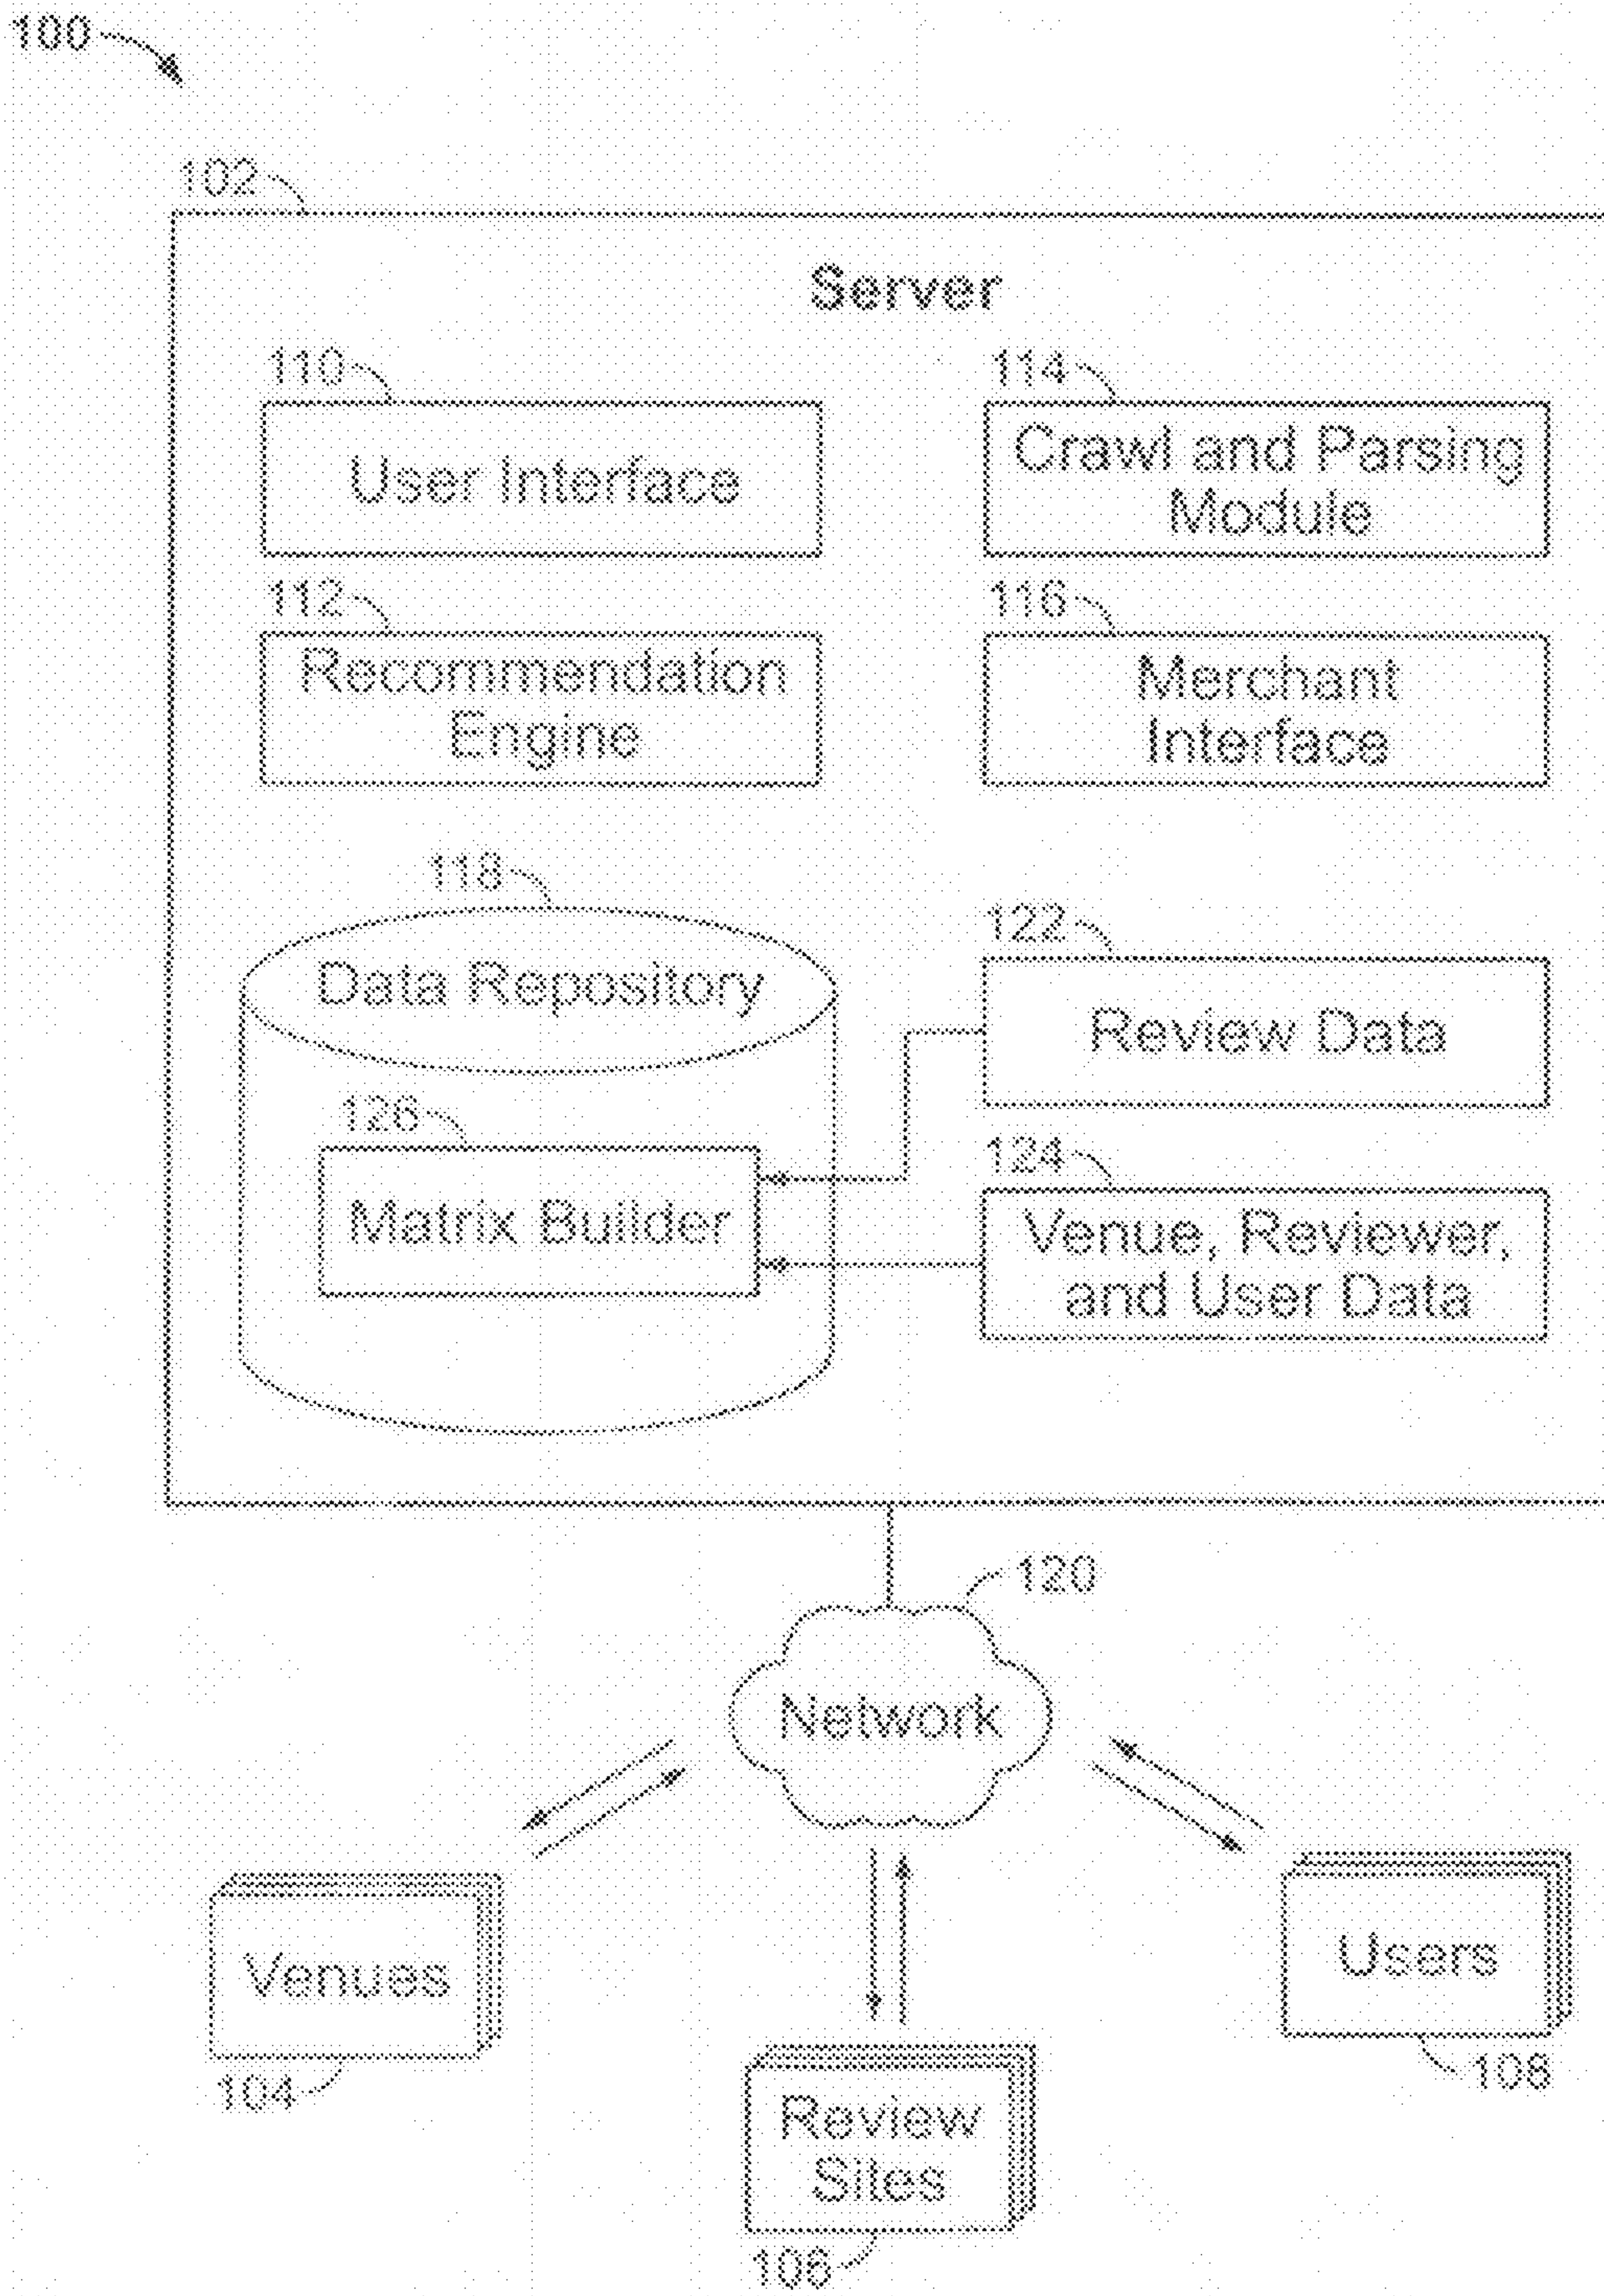 100
102
Server
110
User Interface
114
Crawl and Parsing
Module
112
Recommendation
Engine
116
Merchant
Interface
118
Data Repository
122
Review Data
126
Matrix Builder
124
Venue, Reviewer,
and User Data
120
Network
Venues
104
Users
108
Review
Sites
106